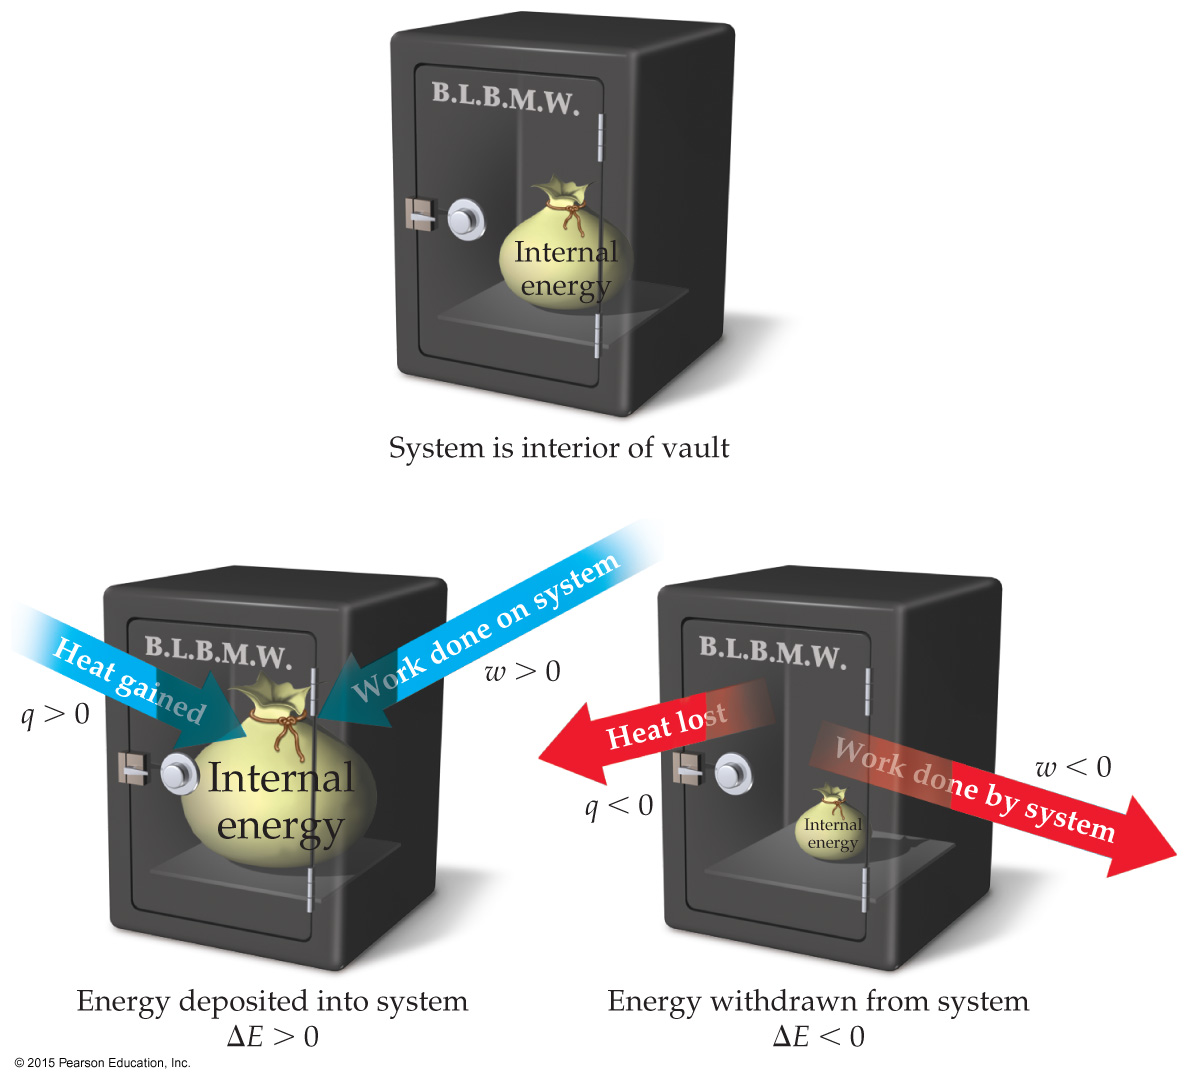 B.L.B.M.W.
Internal
energy
System is interior of vault
Heat gained
q > 0
Work done on system
w > 0
B.L.B.M.W.
Internal
energy
Energy deposited into system
ΔE > 0
B.L.B.M.W.
Heat lost
q < 0
Work done by system
w < 0
Internal
energy
Energy withdrawn from system
ΔE < 0
© 2015 Pearson Education, Inc.